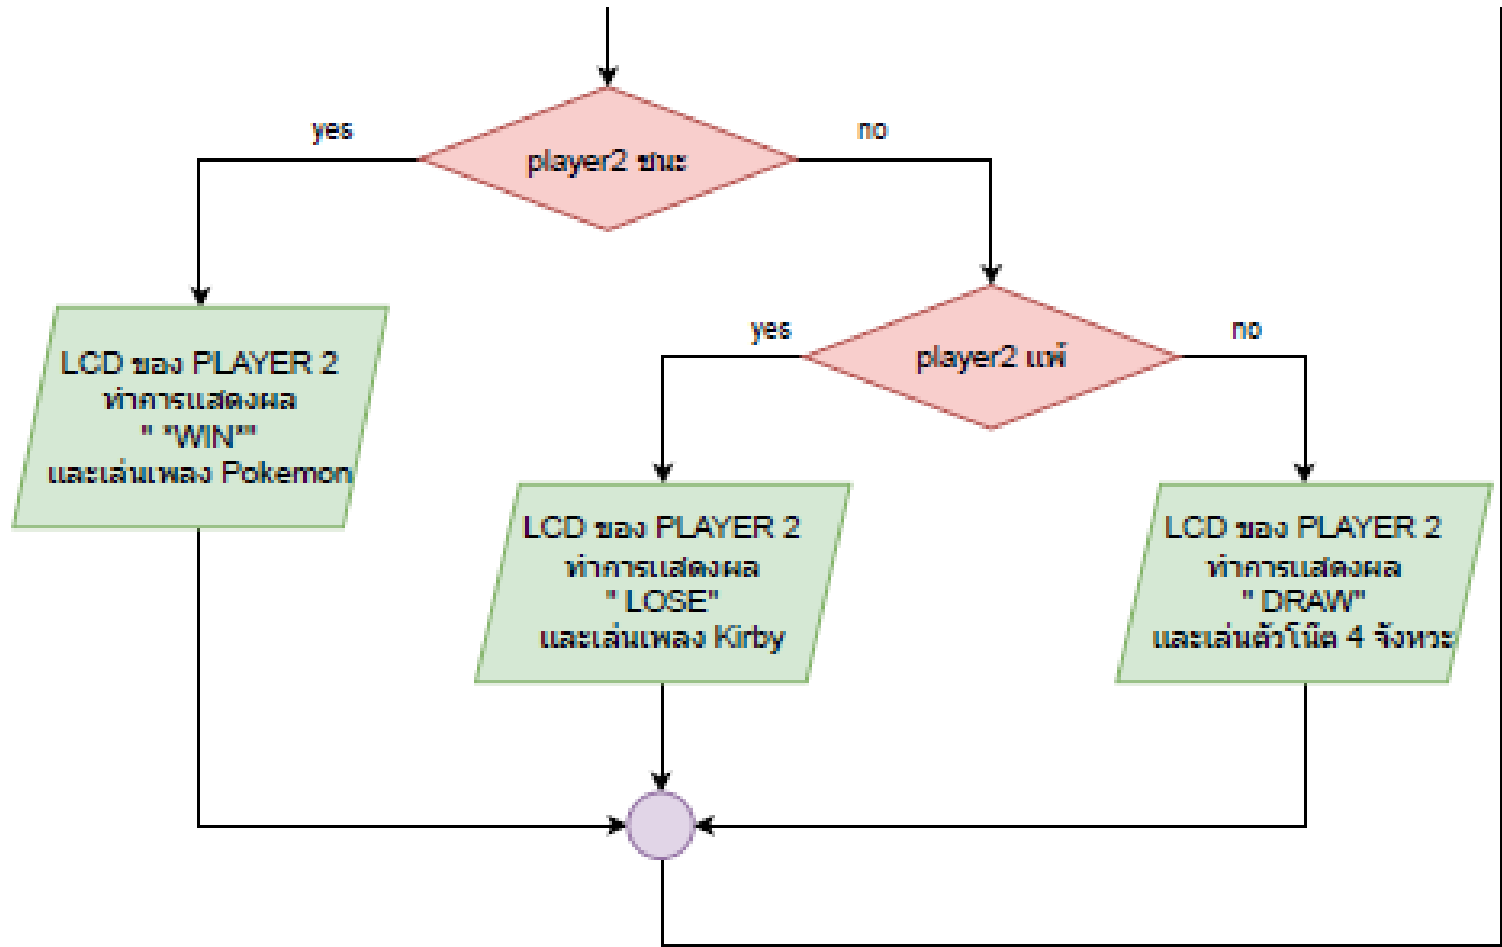 yes
no
player2 ชนะ
yes
no
player2 แพ้
LCD ของ PLAYER 2
ทำการแสดงผล
" "WIN""
และเล่นเพลง Pokemon
LCD ของ PLAYER 2
ทำการแสดงผล
" LOSE"
และเล่นเพลง Kirby
LCD ของ PLAYER 2
ทำการแสดงผล
" DRAW"
และเล่นตัวโน๊ต 4 จังหวะ